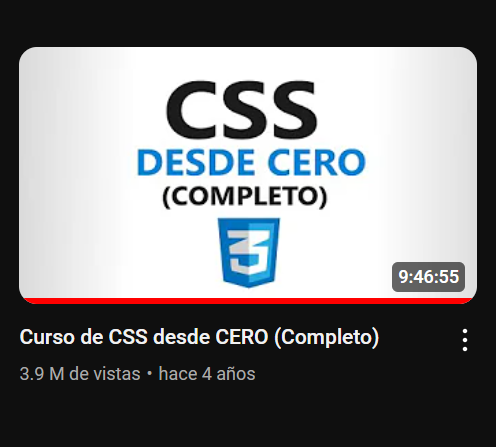 CSS
DESDE CERO
(COMPLETO)
3
9:46:55
Curso de CSS desde CERO (Completo)
3.9 M de vistas • hace 4 años